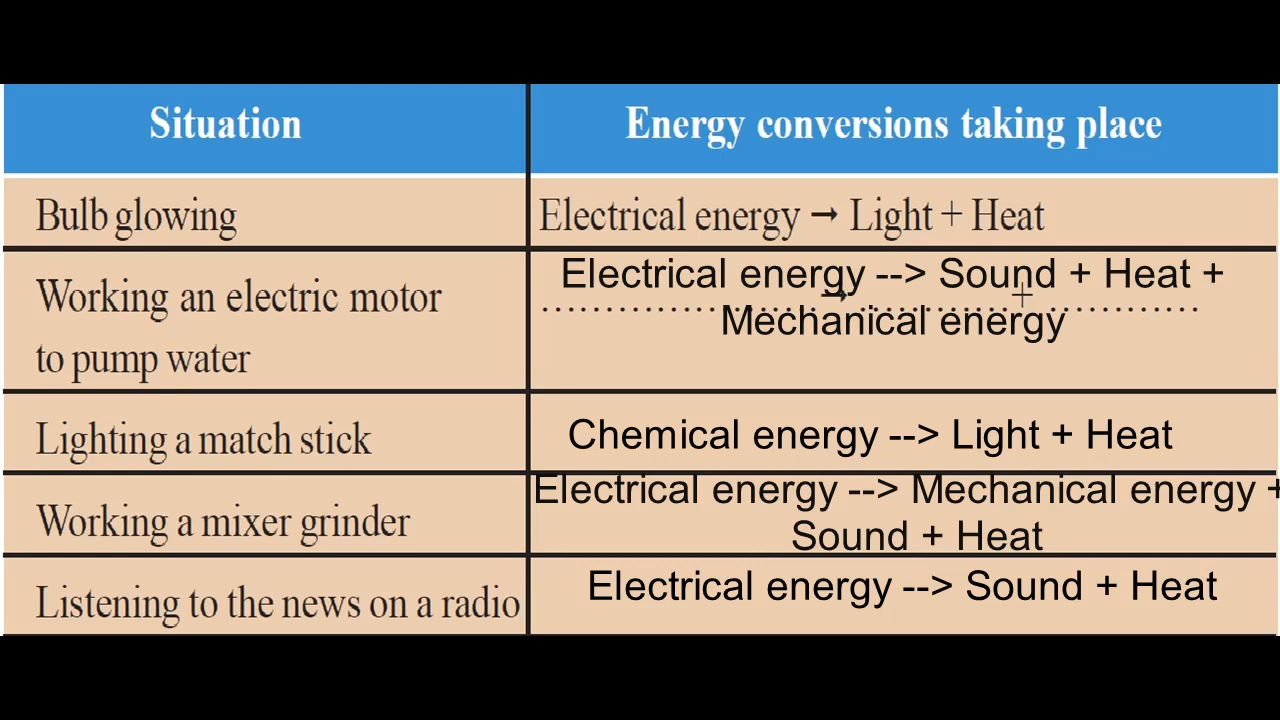 Situation
Energy conversions taking place
Bulb glowing
Electrical energy → Light + Heat
Working an electric motor
to pump water
Electrical energy --> Sound + Heat +
........................→............+............
Mechanical energy
Lighting a match stick
Chemical energy --> Light + Heat
Working a mixer grinder
Electrical energy --> Mechanical energy +
Sound + Heat
Listening to the news on a radio
Electrical energy --> Sound + Heat